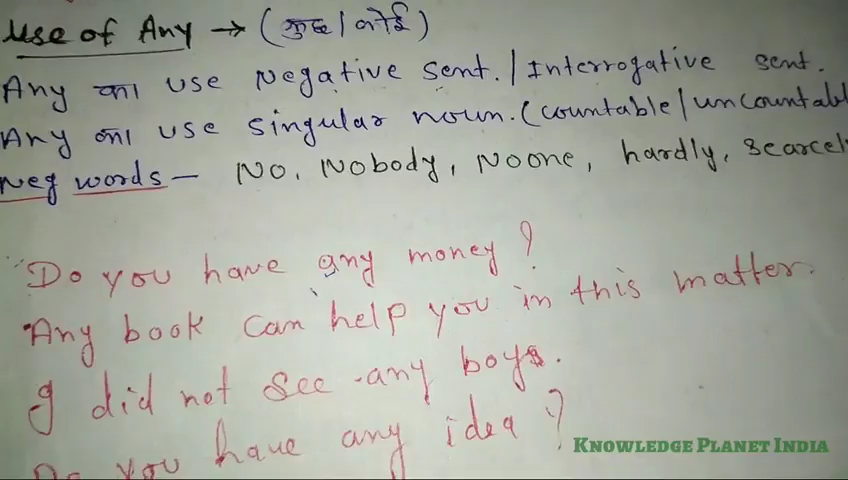 Use of Any → (कुछ / कोई)
Any का use Negative sent. / Interrogative sent.
Any का use singular noun. (countable / uncountabl
Neg words – No, Nobody, Noone, hardly, scarcel
Do you have any money?
Any book can help you in this matter.
I did not see any boys.
Do you have any idea?
KNOWLEDGE PLANET INDIA